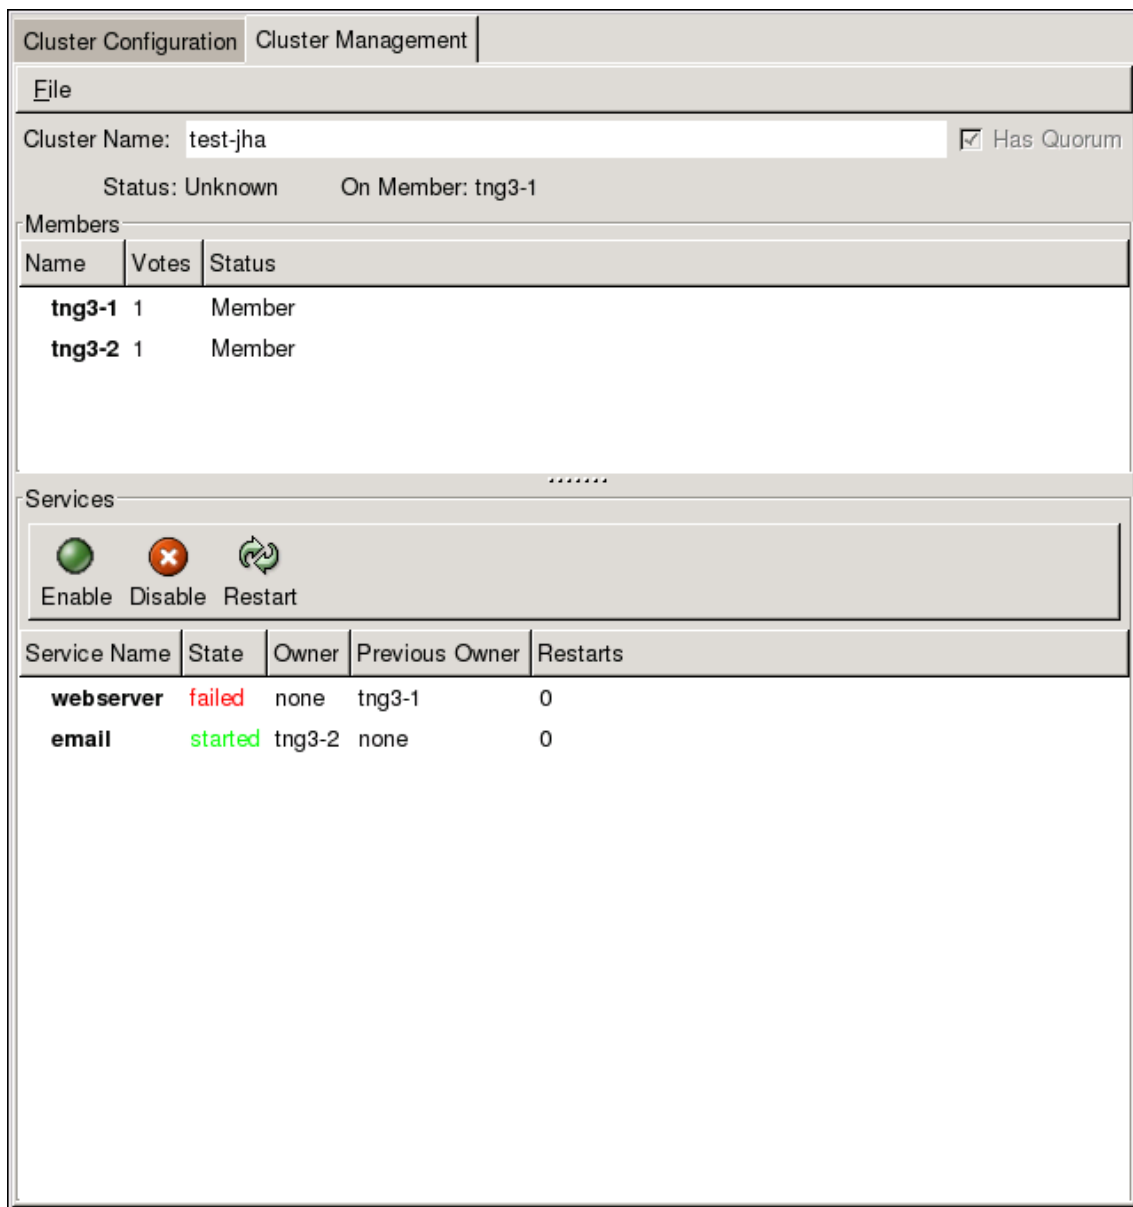 Cluster Configuration Cluster Management
File
Cluster Name: test-jha Has Quorum
Status: Unknown On Member: tng3-1
Members
Name Votes Status
tng3-1 1 Member
tng3-2 1 Member
Services
Enable Disable Restart
Service Name State Owner Previous Owner Restarts
webserver failed none tng3-1 0
email started tng3-2 none 0